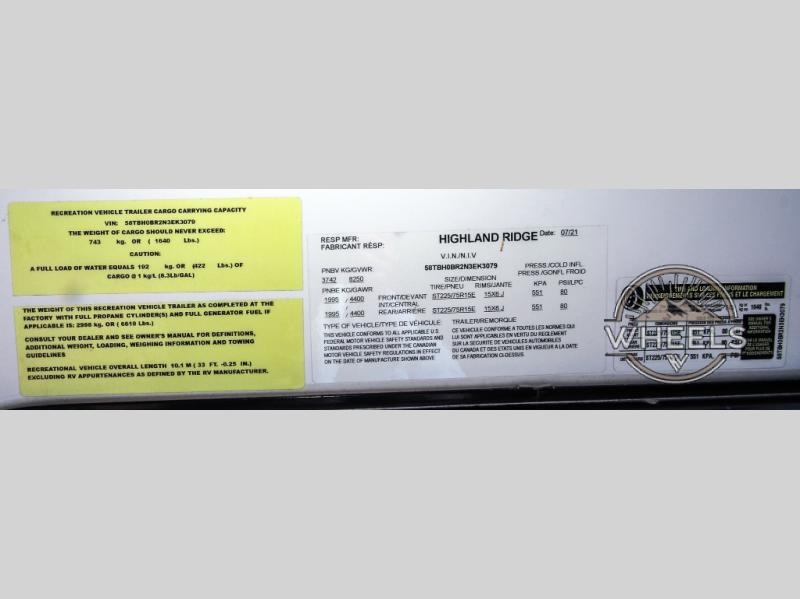 RECREATION VEHICLE TRAILER CARGO CARRYING CAPACITY
VIN: 58TBH0BR2N3EK3079
THE WEIGHT OF CARGO SHOULD NEVER EXCEED:
743 kg. OR ( 1640 Lbs.)
CAUTION:
A FULL LOAD OF WATER EQUALS 192 kg. OR (422 Lbs.) OF
CARGO @ 1 kg/L (8.3Lb/GAL)
THE WEIGHT OF THIS RECREATION VEHICLE TRAILER AS COMPLETED AT THE
FACTORY WITH FULL PROPANE CYLINDER(S) AND FULL GENERATOR FUEL IF
APPLICABLE IS: 2998 kg. OR ( 6610 Lbs.)
CONSULT YOUR DEALER AND SEE OWNER'S MANUAL FOR DEFINITIONS,
ADDITIONAL WEIGHT, LOADING, WEIGHING INFORMATION AND TOWING
GUIDELINES
RECREATIONAL VEHICLE OVERALL LENGTH 10.1 M ( 33 FT. -0.25 IN.)
EXCLUDING RV APPURTENANCES AS DEFINED BY THE RV MANUFACTURER.
RESP MFR: HIGHLAND RIDGE Date: 07/21
FABRICANT RÉSP:
V.I.N./N.I.V
58TBH0BR2N3EK3079
PNBV KG/GVWR: SIZE/DIMENSION PRESS./COLD INFL.
3742 8250 TIRE/PNEU RIMS/JANTE PRESS./GONFL FROID
PNBE KG/GAWR KPA PSI/LPC
1995 / 4400 FRONT/DEVANT ST225/75R15E 15X6 J 551 80
INT/CENTRAL
1995 / 4400 REAR/ARRIÈRE ST225/75R15E 15X6 J 551 80
TYPE OF VEHICLE/TYPE DE VÉHICULE: TRAILER/REMORQUE
THIS VEHICLE CONFORMS TO ALL APPLICABLE U.S. CE VÉHICULE CONFORME A TOUTES LES NORMES QUI
FEDERAL MOTOR VEHICLE SAFETY STANDARDS AND CANADIAN LUI SONT APPLICABLES EN VERTU DU REGLEMENT
MOTOR VEHICLE SAFETY REGULATIONS IN EFFECT SUR LA SECURITE DE VEHICULES AUTOMOBILES
ON THE DATE OF MANUFACTURE SHOWN ABOVE. DU CANADA ET DES ETATS UNIS EN VIGUEUR A LA DATE
DE SA FABRICATION CI-DESSUS.
TIRE AND LOADING INFORMATION
1640
ST225/75 551 KPA,
WHEELS